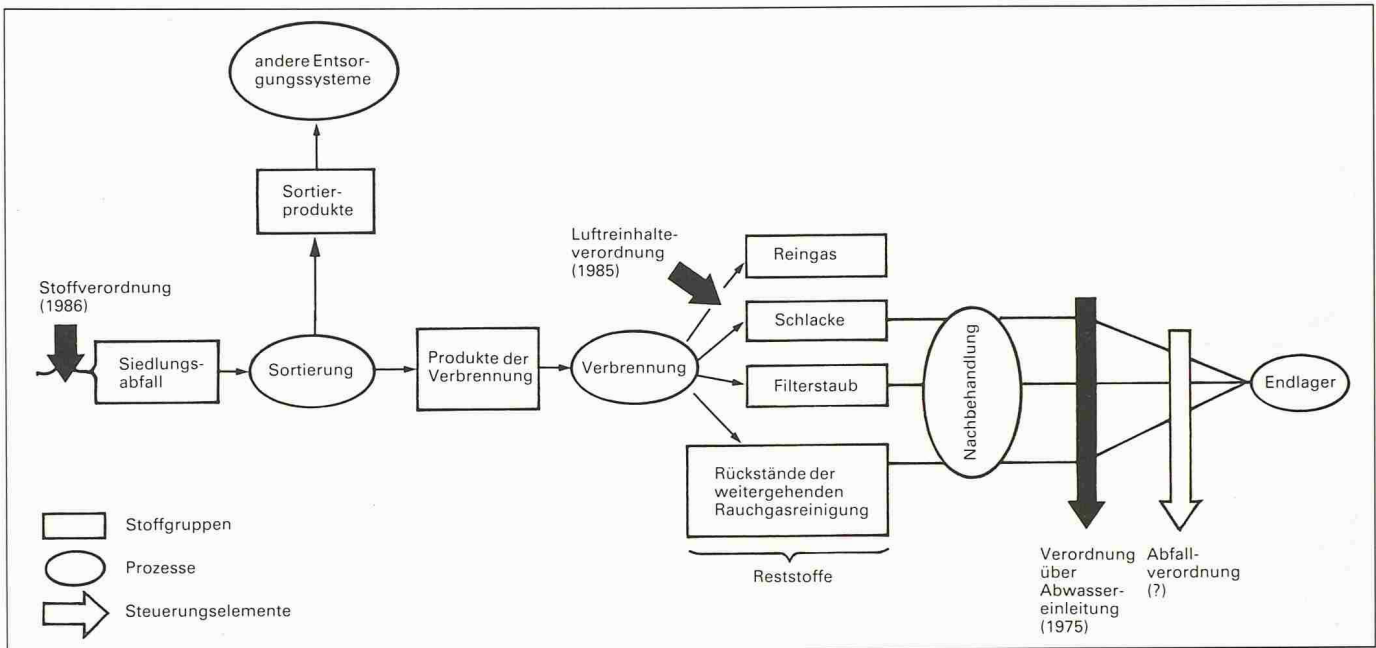 andere Entsor-
gungssysteme
Sortier-
produkte
Stoffverordnung
(1986)
Siedlungs-
abfall
Sortierung
Produkte der
Verbrennung
Verbrennung
Luftreinhalte-
verordnung
(1985)
Reingas
Schlacke
Filterstaub
Rückstände der
weitergehenden
Rauchgasreinigung
Reststoffe
Nachbehandlung
Verordnung
über
Abwasser-
einleitung
(1975)
Abfall-
verordnung
(?)
Endlager
Stoffgruppen
Prozesse
Steuerungselemente